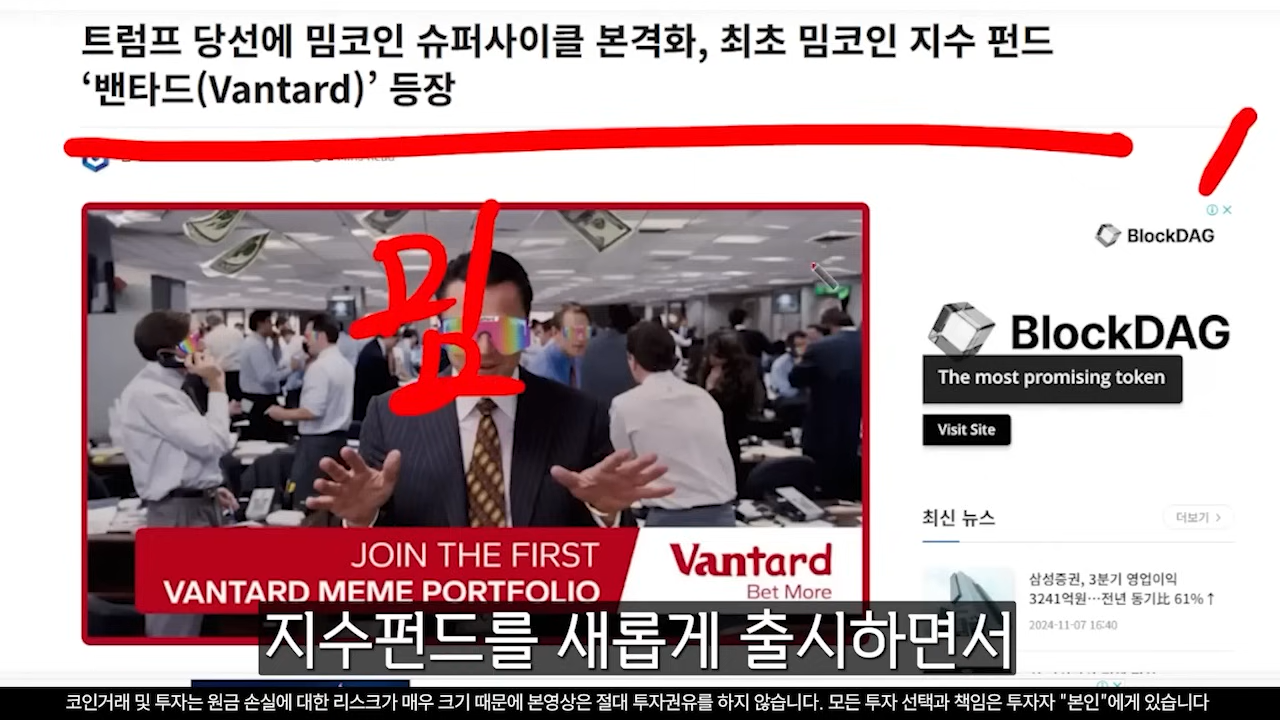 트럼프 당선에 밈코인 슈퍼사이클 본격화, 최초 밈코인 지수 펀드
‘밴타드(Vantard)’ 등장
밈
BlockDAG
BlockDAG
The most promising token
Visit Site
최신 뉴스
더보기 >
삼성증권, 3분기 영업이익
3241억원…전년 동기比 61%↑
2024-11-07 16:40
JOIN THE FIRST
VANTARD MEME PORTFOLIO
Vantard
Bet More
지수펀드를 새롭게 출시하면서
코인거래 및 투자는 원금 손실에 대한 리스크가 매우 크기 때문에 본영상은 절대 투자권유를 하지 않습니다. 모든 투자 선택과 책임은 투자자 "본인"에게 있습니다